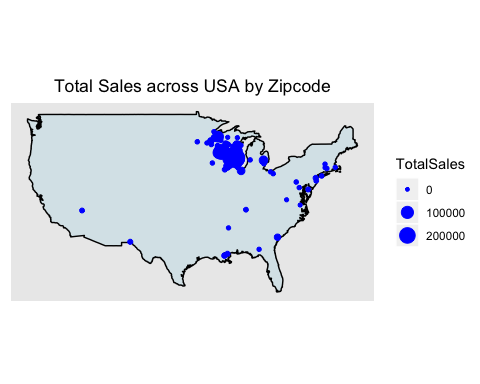 Total Sales across USA by Zipcode
TotalSales
0
100000
200000